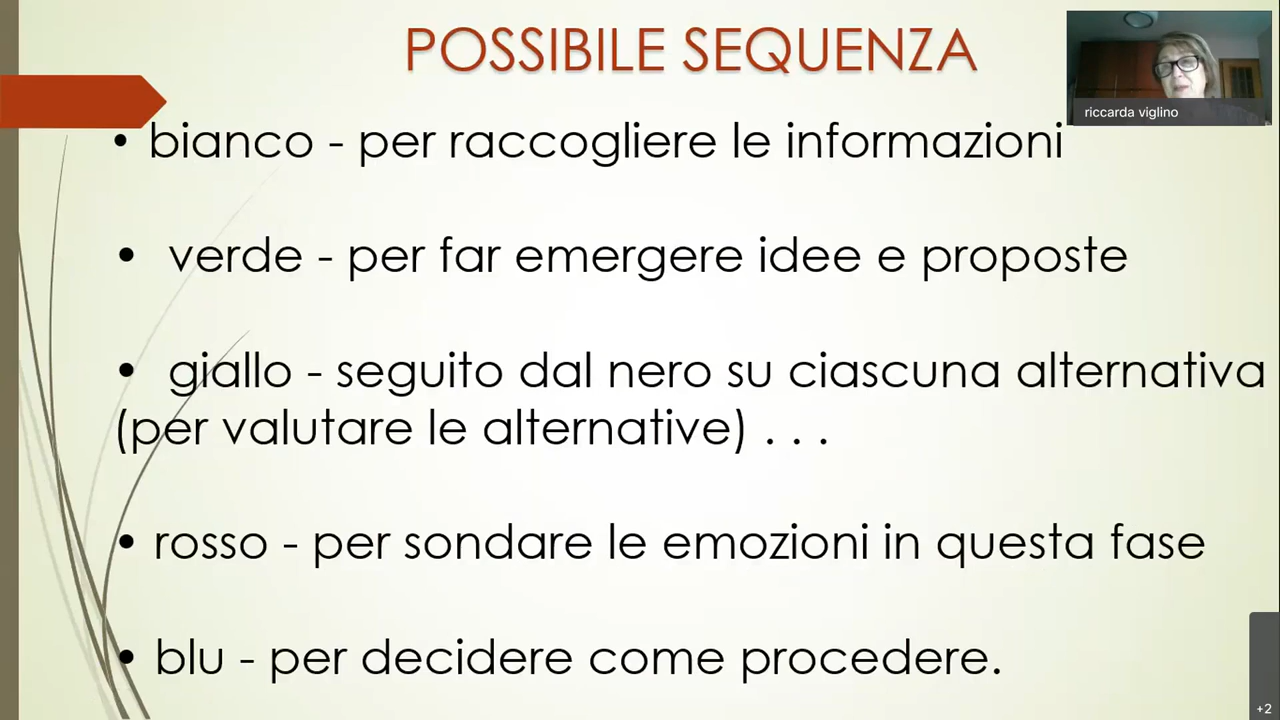 POSSIBILE SEQUENZA
riccarda viglino
• bianco - per raccogliere le informazioni
• verde - per far emergere idee e proposte
• giallo - seguito dal nero su ciascuna alternativa
(per valutare le alternative) . . .
• rosso - per sondare le emozioni in questa fase
• blu - per decidere come procedere.
+2